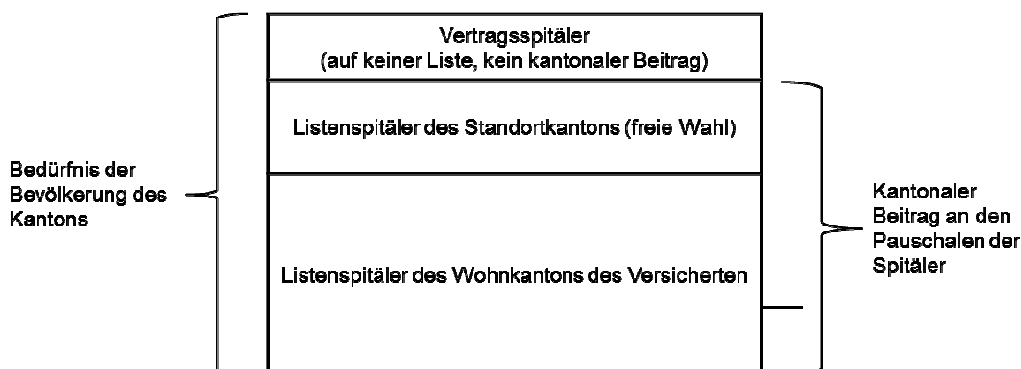 Vertragsspitäler
(auf keiner Liste, kein kantonaler Beitrag)
Listenspitäler des Standortkantons (freie Wahl)
Bedürfnis der
Bevölkerung des
Kantons
Kantonaler
Beitrag an den
Pauschalen der
Spitäler
Listenspitäler des Wohnkantons des Versicherten